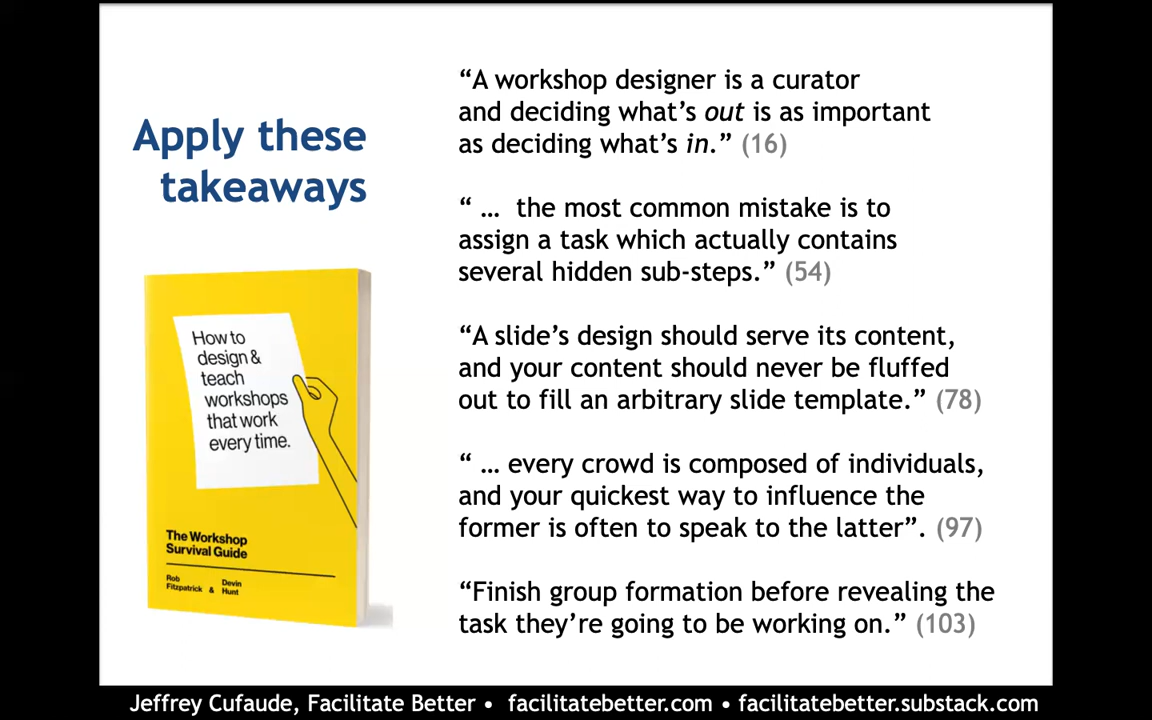 Apply these
takeaways
“A workshop designer is a curator
and deciding what’s out is as important
as deciding what’s in.” (16)
“ … the most common mistake is to
assign a task which actually contains
several hidden sub-steps.” (54)
“A slide’s design should serve its content,
and your content should never be fluffed
out to fill an arbitrary slide template.” (78)
“ … every crowd is composed of individuals,
and your quickest way to influence the
former is often to speak to the latter”. (97)
“Finish group formation before revealing the
task they’re going to be working on.” (103)
How to
design &
teach
workshops
that work
every time.
The Workshop
Survival Guide
Rob
Fitzpatrick & Devin
Hunt
Jeffrey Cufaude, Facilitate Better • facilitatebetter.com • facilitatebetter.substack.com